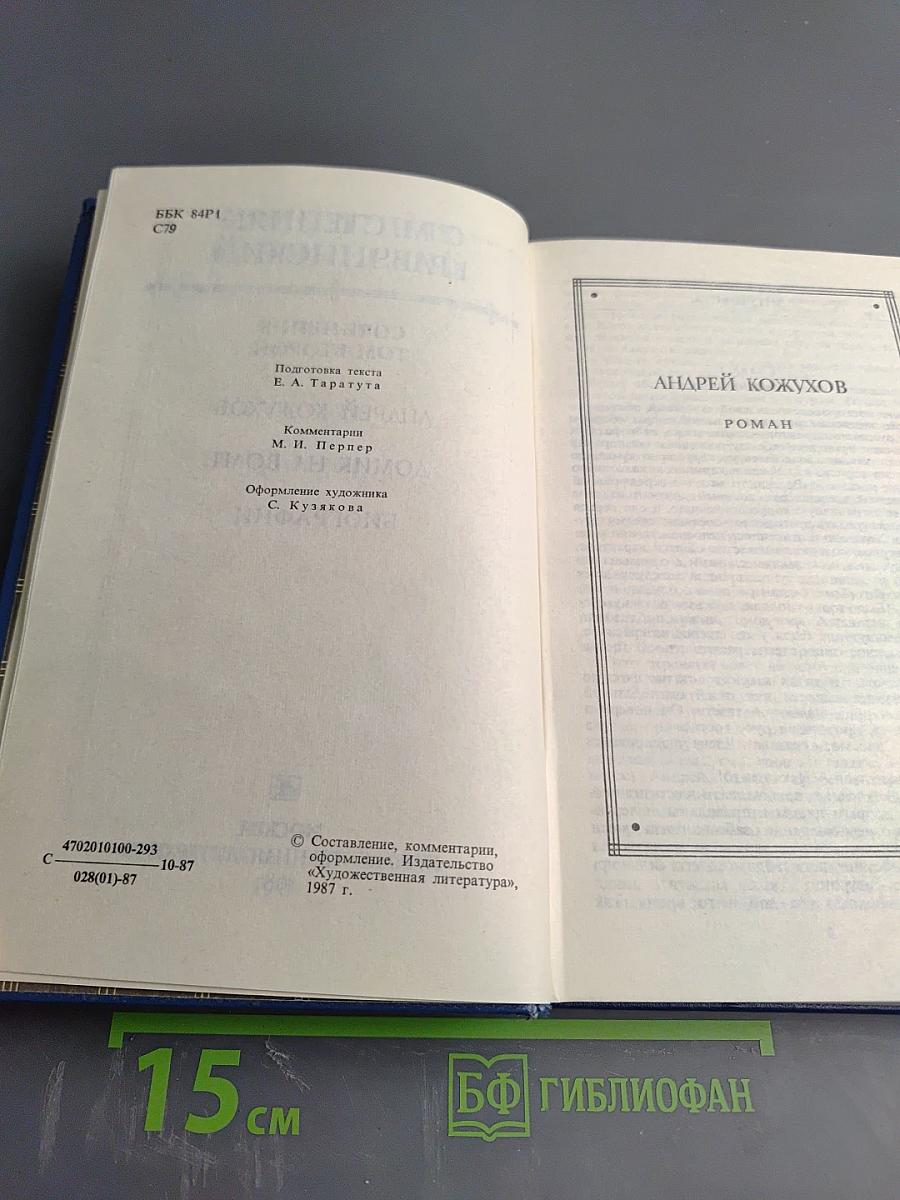 ББК 84Р1
С79
Подготовка текста
Е. А. Таратута
Комментарии
М. И. Перпер
Оформление художника
С. Кузякова
С 4702010100-293 10-87
028(01)-87
© Составление, комментарии,
оформление. Издательство
«Художественная литература»,
1987 г.
АНДРЕЙ КОЖУХОВ
РОМАН
15 см
БФ ГИБЛИОФАН